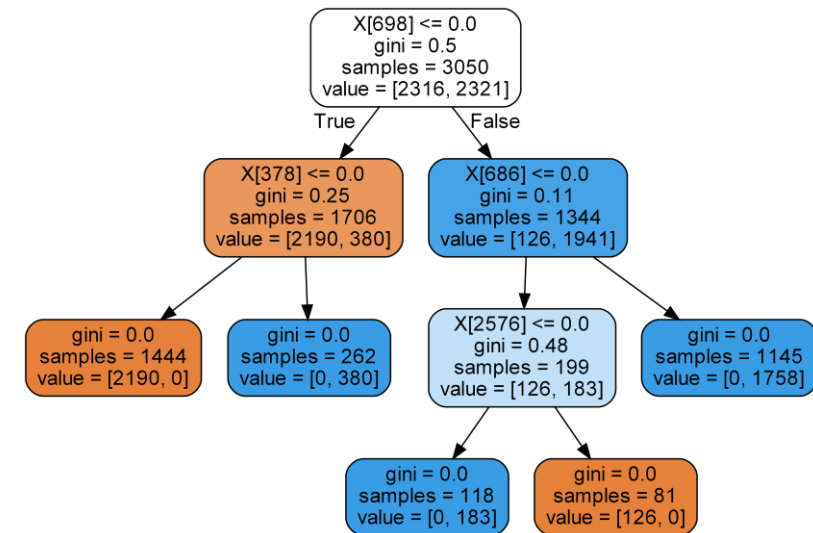 X[698] <= 0.0
gini = 0.5
samples = 3050
value = [2316, 2321]
True
False
X[378] <= 0.0
gini = 0.25
samples = 1706
value = [2190, 380]
X[686] <= 0.0
gini = 0.11
samples = 1344
value = [126, 1941]
gini = 0.0
samples = 1444
value = [2190, 0]
gini = 0.0
samples = 262
value = [0, 380]
X[2576] <= 0.0
gini = 0.48
samples = 199
value = [126, 183]
gini = 0.0
samples = 1145
value = [0, 1758]
gini = 0.0
samples = 118
value = [0, 183]
gini = 0.0
samples = 81
value = [126, 0]